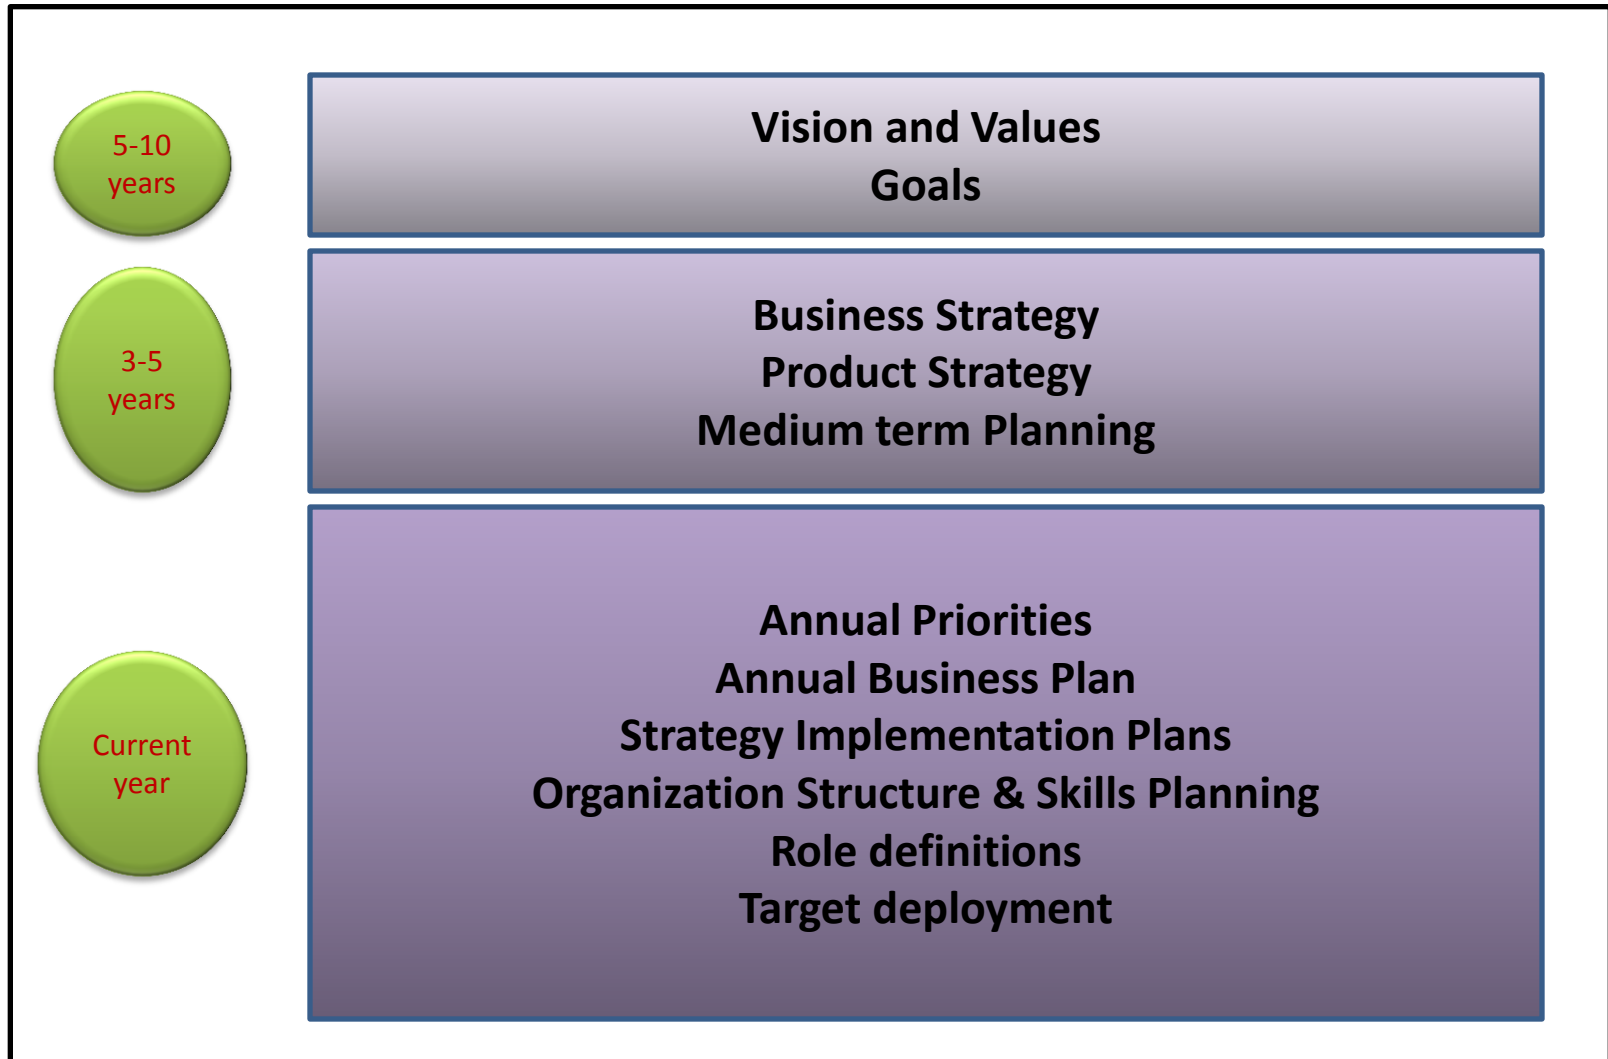 5-10
years
Vision and Values
Goals
3-5
years
Business Strategy
Product Strategy
Medium term Planning
Current
year
Annual Priorities
Annual Business Plan
Strategy Implementation Plans
Organization Structure & Skills Planning
Role definitions
Target deployment